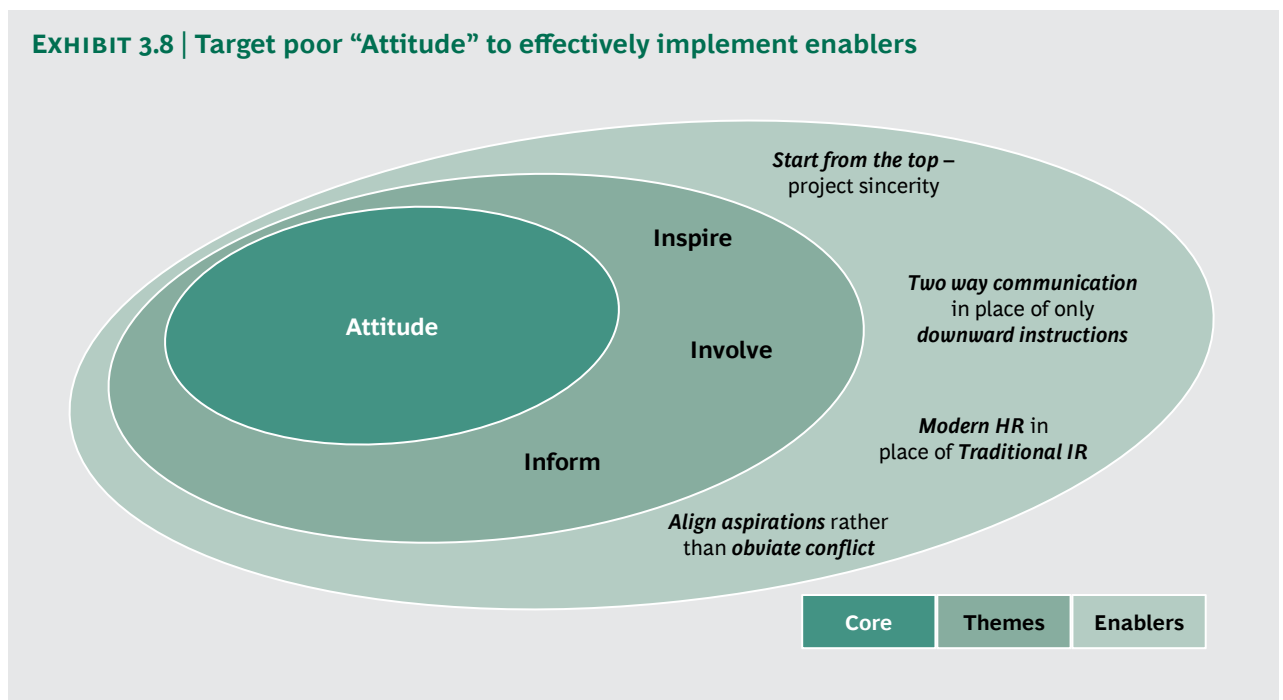 EXHIBIT 3.8 | Target poor “Attitude” to effectively implement enablers
Start from the top –
project sincerity
Inspire
Two way communication
in place of only
downward instructions
Attitude
Involve
Modern HR in
place of Traditional IR
Inform
Align aspirations rather
than obviate conflict
Core
Themes
Enablers